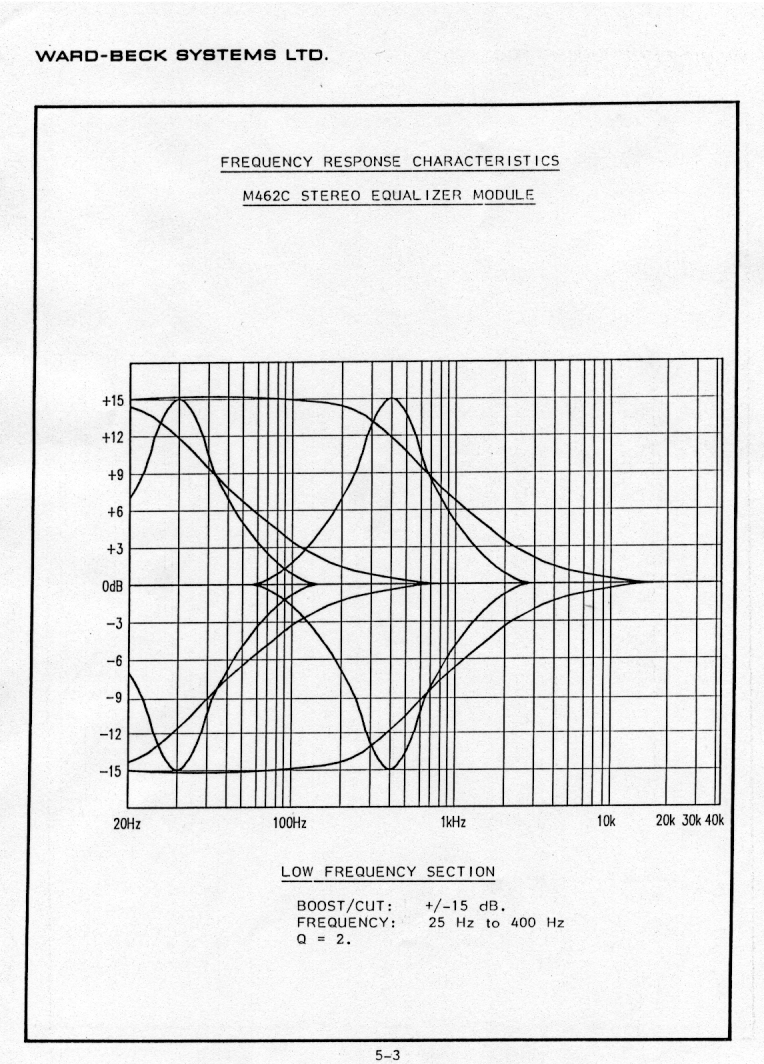 WARD-BECK SYSTEMS LTD.
FREQUENCY RESPONSE CHARACTERISTICS
M462C STEREO EQUALIZER MODULE
+15
+12
+9
+6
+3
0dB
-3
-6
-9
-12
-15
20Hz 100Hz 1kHz 10k 20k 30k 40k
LOW FREQUENCY SECTION
BOOST/CUT: +/-15 dB.
FREQUENCY: 25 Hz to 400 Hz
Q = 2.
5-3